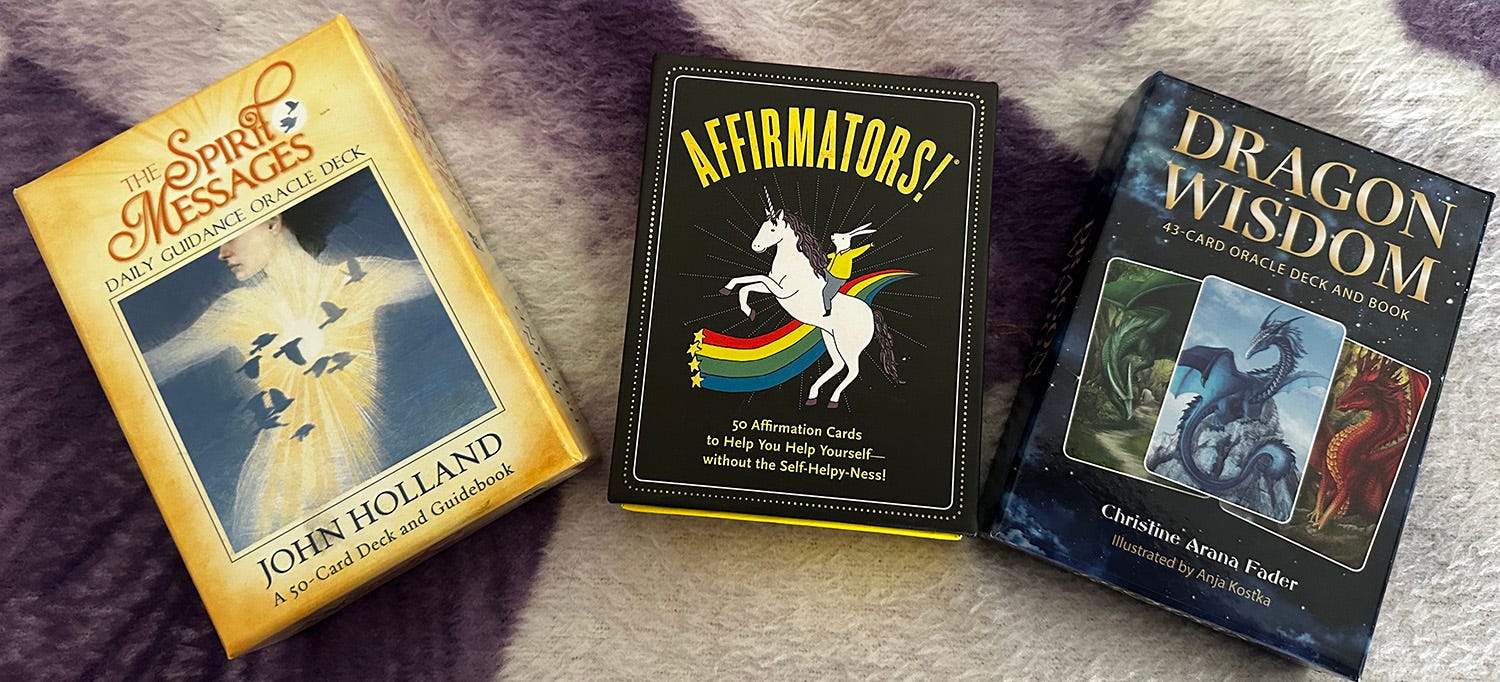 THE SPIRIT
MESSAGES
DAILY GUIDANCE ORACLE DECK
JOHN HOLLAND
A 50-Card Deck and Guidebook
AFFIRMATORS!®
50 Affirmation Cards
to Help You Help Yourself—
without the Self-Helpy-Ness!
DRAGON
WISDOM
43-CARD ORACLE DECK AND BOOK
Christine Arana Fader
Illustrated by Anja Kostka